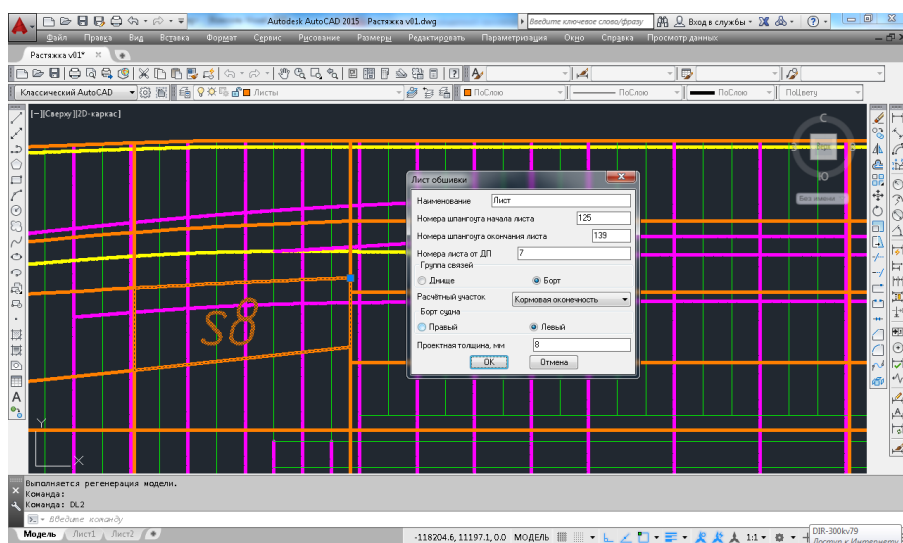 Autodesk AutoCAD 2015 Растяжка v01.dwg
Введите ключевое слово/фразу
Вход в службы
Файл Правка Вид Вставка Формат Сервис Рисование Размеры Редактировать Параметризация Окно Справка Просмотр данных
Растяжка v01*
Классический AutoCAD
Листы
ПоСлою
ПоСлою
ПоСлою
ПоЦвету
[–][Сверху][2D-каркас]
С
Верх
Ю
Без имени
Лист обшивки
Наименование Лист
Номера шпангоута начала листа 125
Номера шпангоута окончания листа 139
Номера листа от ДП 7
Группа связей
Днище Борт
Расчётный участок Кормовая оконечность
Борт судна
Правый Левый
Проектная толщина, мм 8
OK Отмена
S8
Y
X
Выполняется регенерация модели.
Команда:
Команда: DL2
Введите команду
Модель Лист1 Лист2
-118204.6, 11197.1, 0.0 МОДЕЛЬ 1:1
DIR-300kv79
Доступ к Интернету